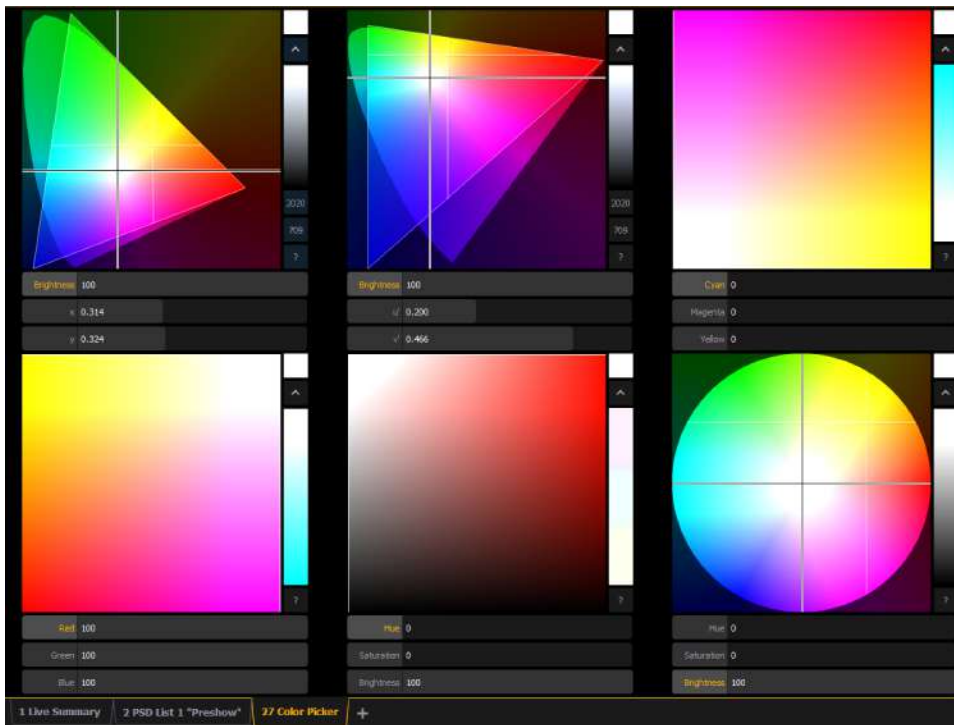 ^
2020
709
?
Brightness 100
x 0.314
y 0.324
^
2020
709
?
Brightness 100
u' 0.200
v' 0.466
^
?
Cyan 0
Magenta 0
Yellow 0
^
?
Red 100
Green 100
Blue 100
^
?
Hue 0
Saturation 0
Brightness 100
^
?
Hue 0
Saturation 0
Brightness 100
1 Live Summary 2 PSD List 1 "Preshow" 27 Color Picker +